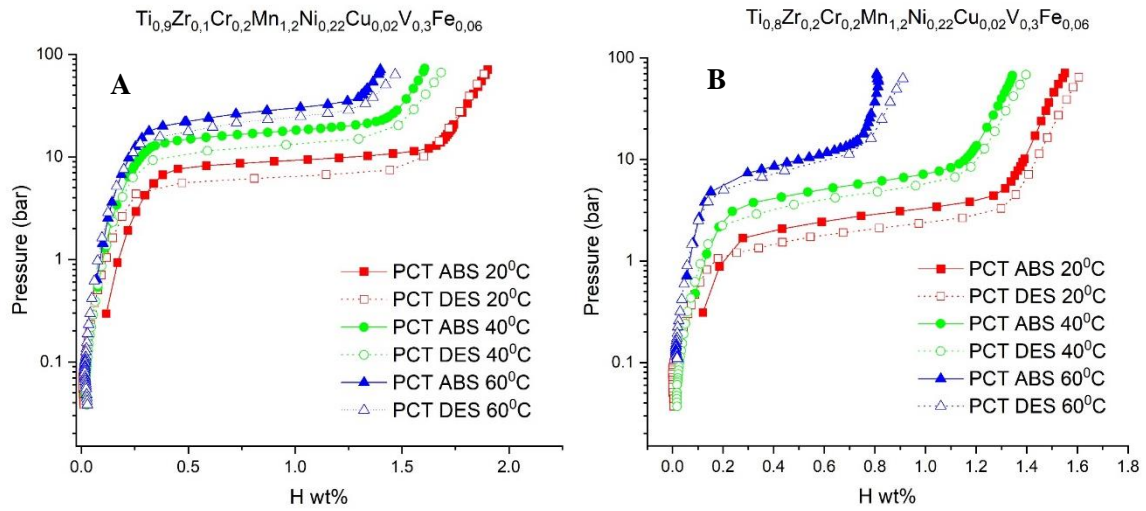 Ti₀,₉Zr₀,₁Cr₀,₂Mn₁,₂Ni₀,₂₂Cu₀,₀₂V₀,₃Fe₀,₀₆
A
100
10
1
0.1
Pressure (bar)
PCT ABS 20⁰C
PCT DES 20⁰C
PCT ABS 40⁰C
PCT DES 40⁰C
PCT ABS 60⁰C
PCT DES 60⁰C
0.0 0.5 1.0 1.5 2.0
H wt%
Ti₀,₈Zr₀,₂Cr₀,₂Mn₁,₂Ni₀,₂₂Cu₀,₀₂V₀,₃Fe₀,₀₆
B
100
10
1
0.1
Pressure (bar)
PCT ABS 20⁰C
PCT DES 20⁰C
PCT ABS 40⁰C
PCT DES 40⁰C
PCT ABS 60⁰C
PCT DES 60⁰C
0.0 0.2 0.4 0.6 0.8 1.0 1.2 1.4 1.6 1.8
H wt%